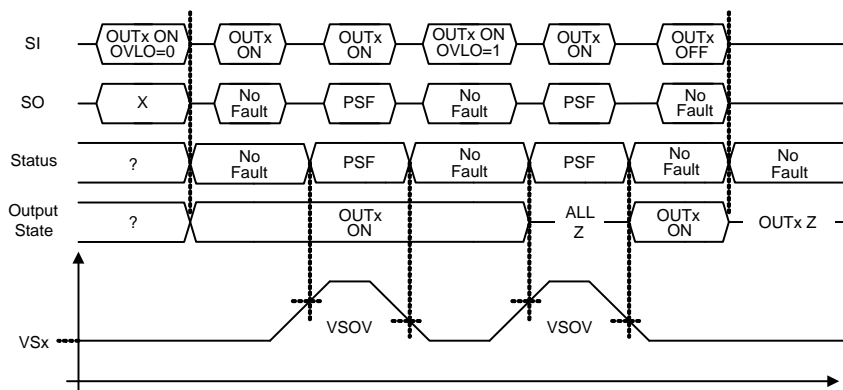 SI
OUTx ON
OVLO=0
OUTx
ON
OUTx
ON
OUTx ON
OVLO=1
OUTx
ON
OUTx
OFF
SO
X
No
Fault
PSF
No
Fault
PSF
No
Fault
Status
?
No
Fault
PSF
No
Fault
PSF
No
Fault
No
Fault
Output
State
?
OUTx
ON
ALL
Z
OUTx
ON
OUTx Z
VSx
VSOV
VSOV